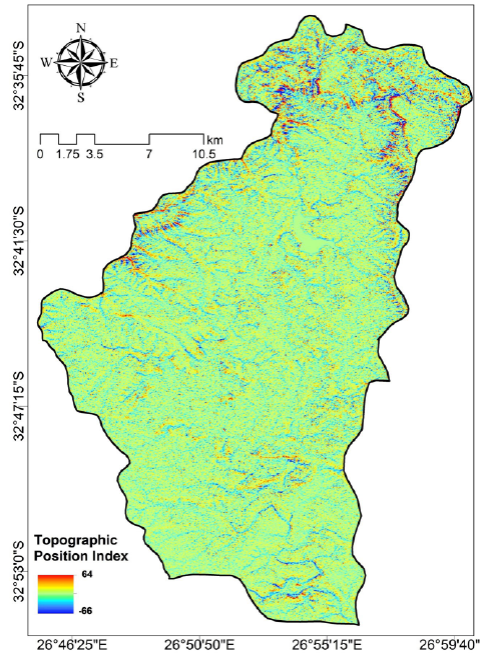 N
W E
S
km
0 1.75 3.5 7 10.5
32°35'45"S
32°41'30"S
32°47'15"S
32°53'0"S
Topographic
Position Index
64
-66
26°46'25"E 26°50'50"E 26°55'15"E 26°59'40"E